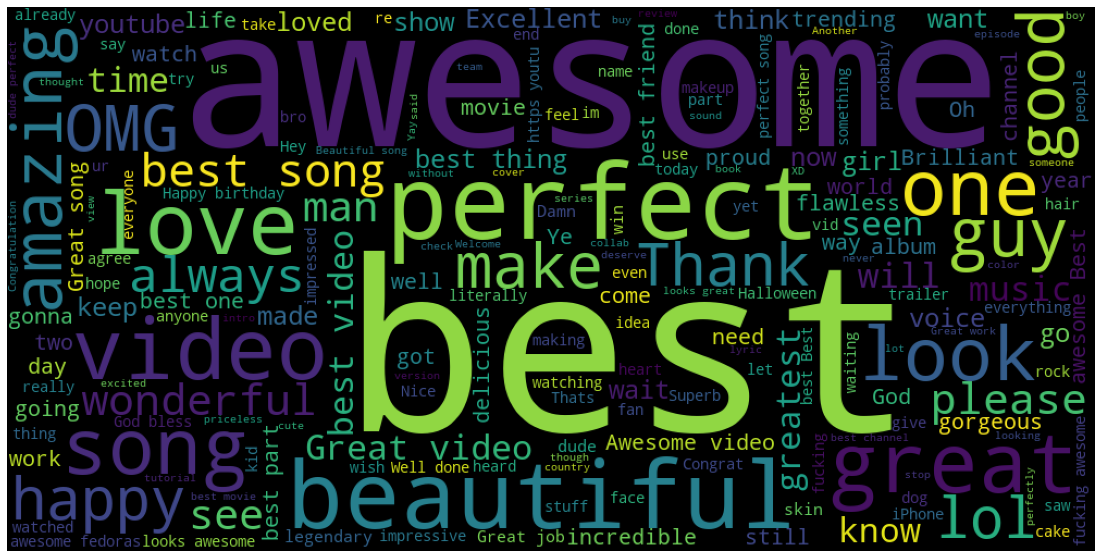 already
youtube
life
take
loved
re
show
Excellent
end
buy
think
trending
done
review
Another
want
boy
episode
say
watch
us
bro
awesome
team
name
best friend
makeup
part
sound
perfect song
together
something
probably
Oh
channel
good
people
dude perfect
amazing
thought
time
try
OMG
Hey
Yay
said
movie
feel
im
https youtu
ur
best song
Beautiful song
best thing
without
cover
use
today
proud
book
XD
now
girl
Brilliant
someone
year
hair
Congratulation
Great song
view
everyone
love
Happy birthday
man
perfect
series
Damn
win
yet
world
flawless
vid
seen
one
guy
agree
hope
always
impressed
best video
Ye
check
Welcome
collab
deserve
make
Thank
way
album
never
will
color
music
awesome Best
gonna
keep
best one
anyone
made
well
literally
looks great
even
come
Halloween
trailer
everything
two
video
intro
best
idea
need
voice
Great work
go
day
really
excited
going
wonderful
got
version
Nice
making
watching
Thats
heart
lyric
fan
wait
Superb
let
greatest
best Best
waiting
lot
look
God
rock
please
thing
God bless
priceless
cute
delicious
give
gorgeous
looking
work
song
kid
best part
Great video
wish
Well done
heard
dude
though
country
Awesome video
Congrat
fucking
BO
best channel
great
stop
perfectly
fucking awesome
tutorial
happy
see
best movie
beautiful
stuff
face
skin
dog
iPhone
know
lol
saw
cake
watched
awesome fedoras
looks awesome
legendary
impressive
Great job
incredible
still